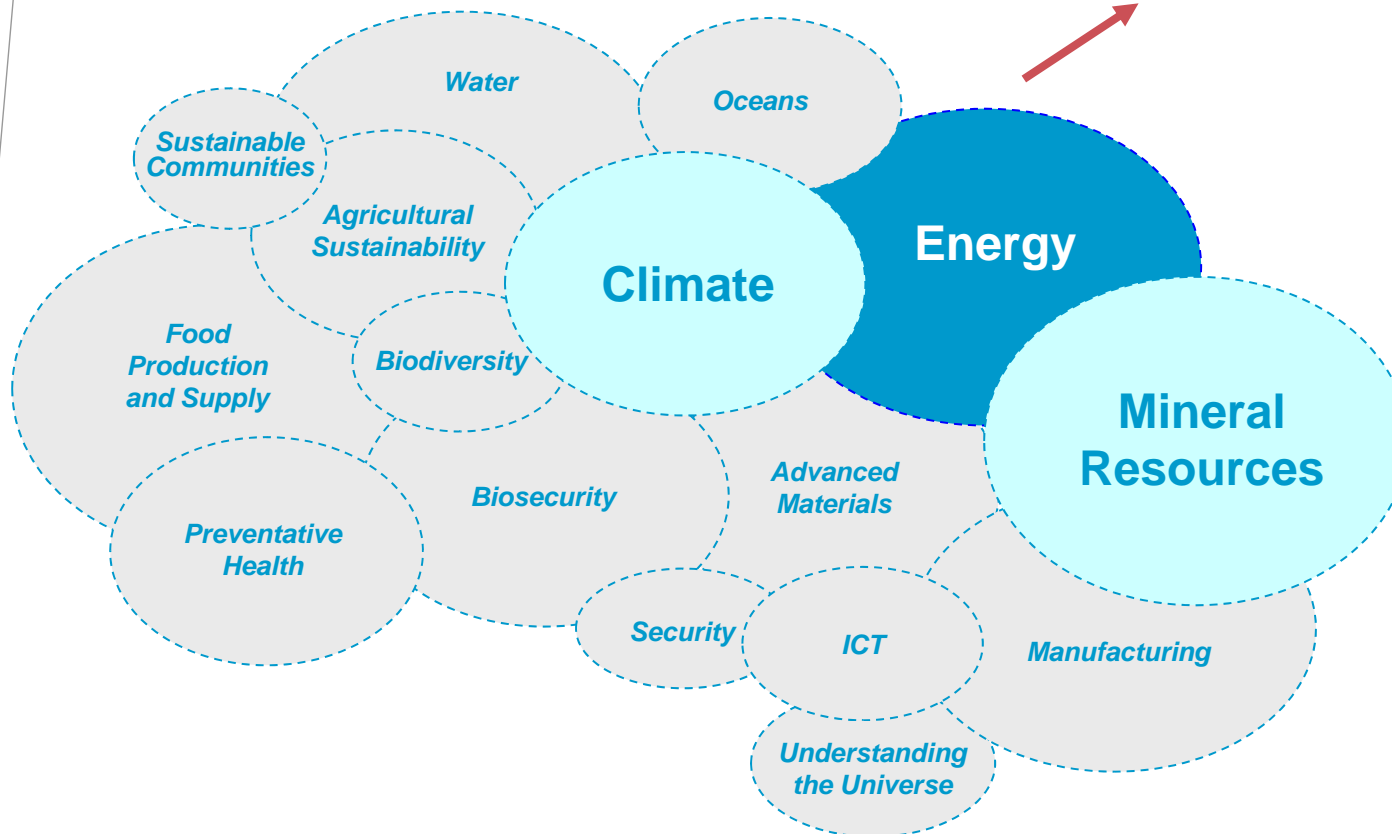 Water
Oceans
Sustainable
Communities
Agricultural
Sustainability
Energy
Climate
Food
Production
and Supply
Biodiversity
Mineral
Resources
Advanced
Materials
Biosecurity
Preventative
Health
Security
ICT
Manufacturing
Understanding
the Universe